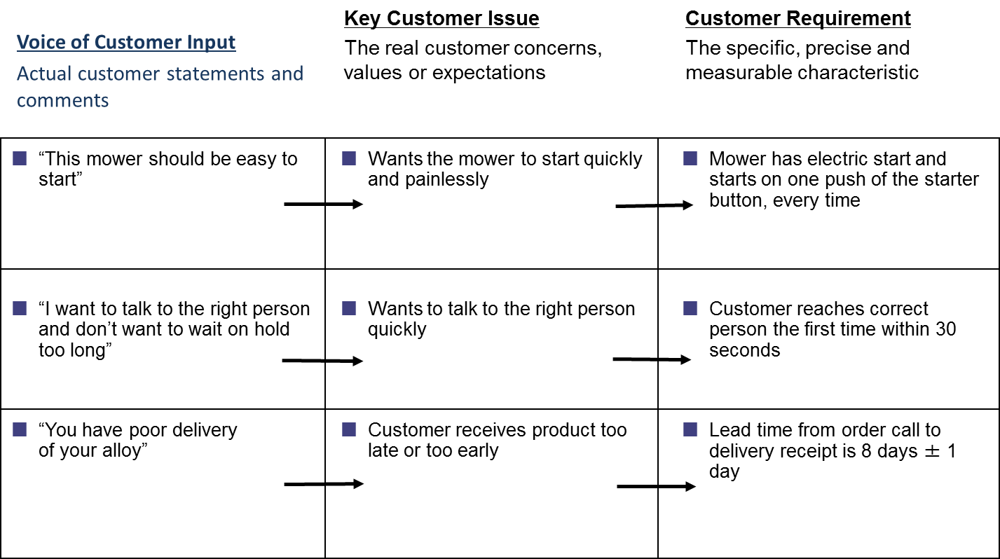 Voice of Customer Input
Actual customer statements and
comments
Key Customer Issue
The real customer concerns,
values or expectations
Customer Requirement
The specific, precise and
measurable characteristic
“This mower should be easy to
start”
Wants the mower to start quickly
and painlessly
Mower has electric start and
starts on one push of the starter
button, every time
“I want to talk to the right person
and don’t want to wait on hold
too long”
Wants to talk to the right person
quickly
Customer reaches correct
person the first time within 30
seconds
“You have poor delivery
of your alloy”
Customer receives product too
late or too early
Lead time from order call to
delivery receipt is 8 days ± 1
day